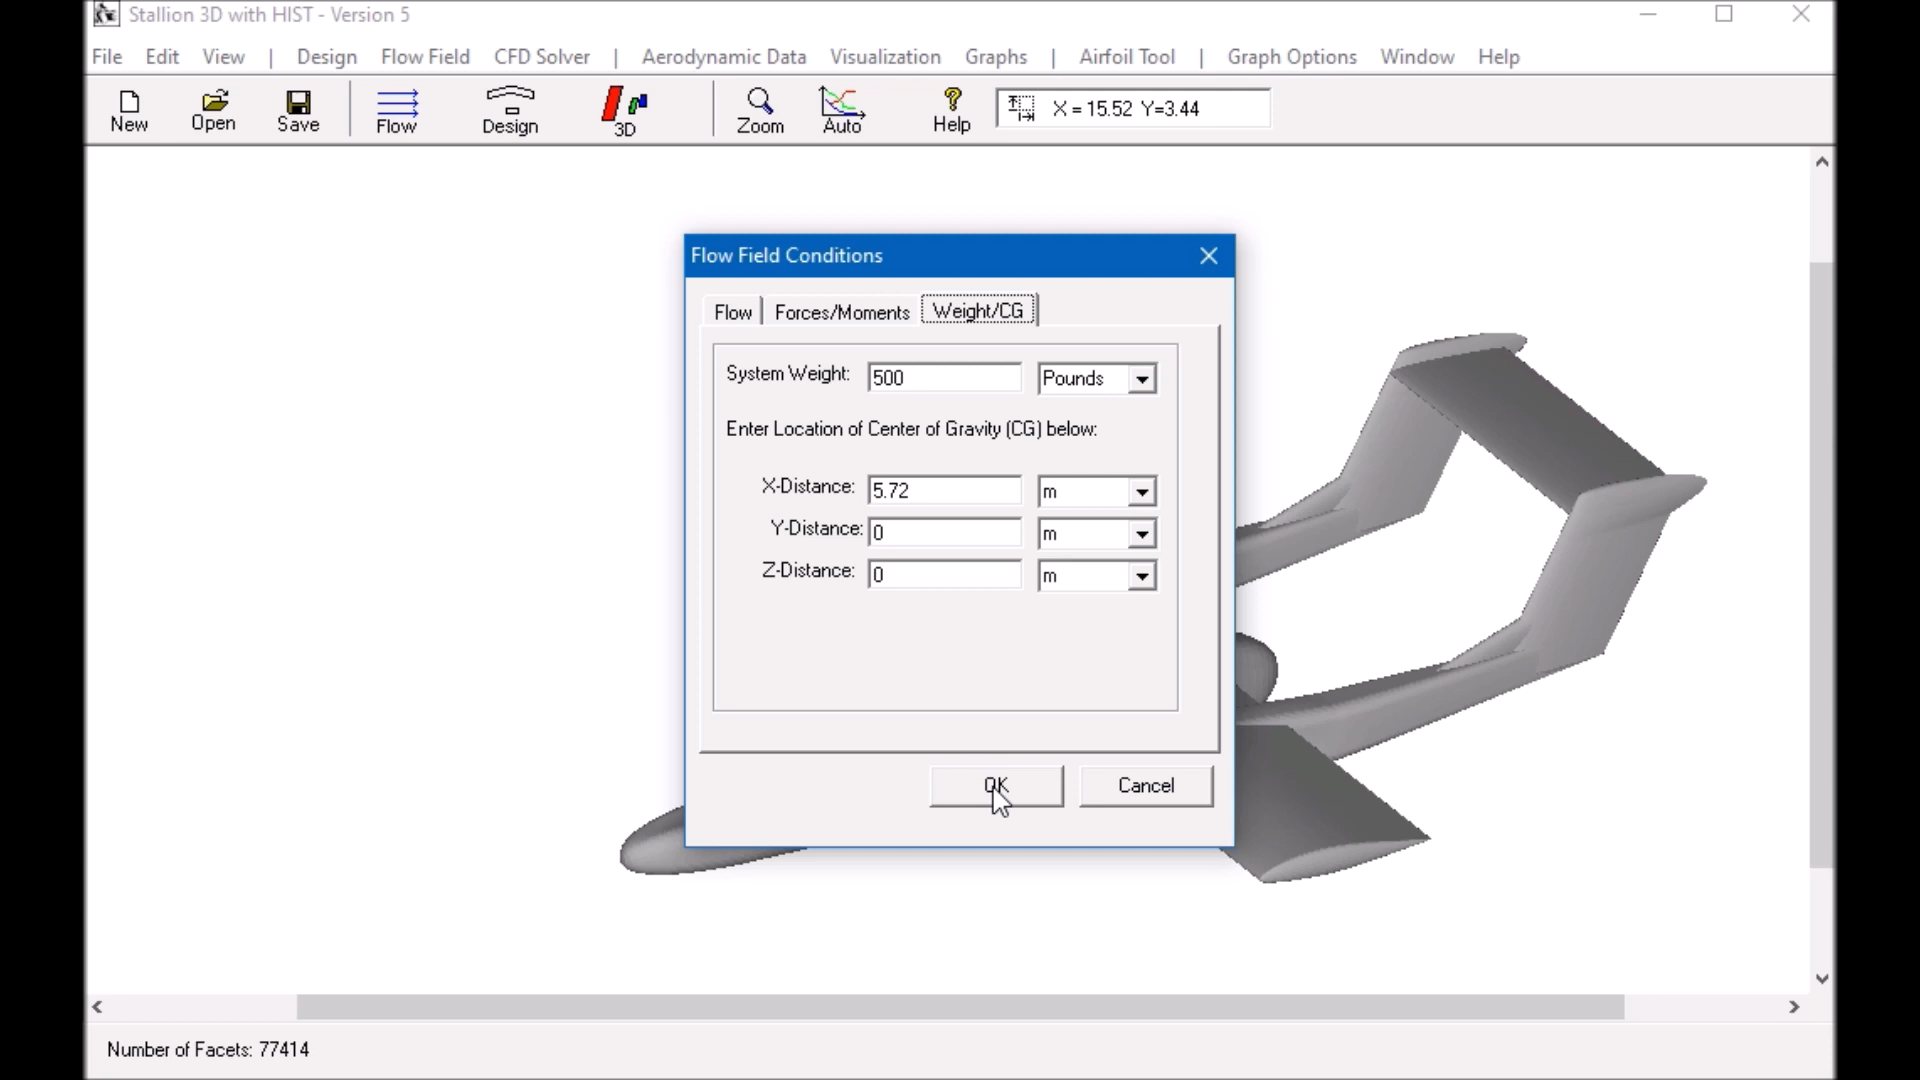 Stallion 3D with HIST - Version 5
File Edit View | Design Flow Field CFD Solver | Aerodynamic Data Visualization Graphs | Airfoil Tool | Graph Options Window Help
New Open Save Flow Design 3D Zoom Auto Help X = 15.52 Y=3.44
Flow Field Conditions
Flow Forces/Moments Weight/CG
System Weight: 500 Pounds
Enter Location of Center of Gravity (CG) below:
X-Distance: 5.72 m
Y-Distance: 0 m
Z-Distance: 0 m
OK Cancel
Number of Facets: 77414